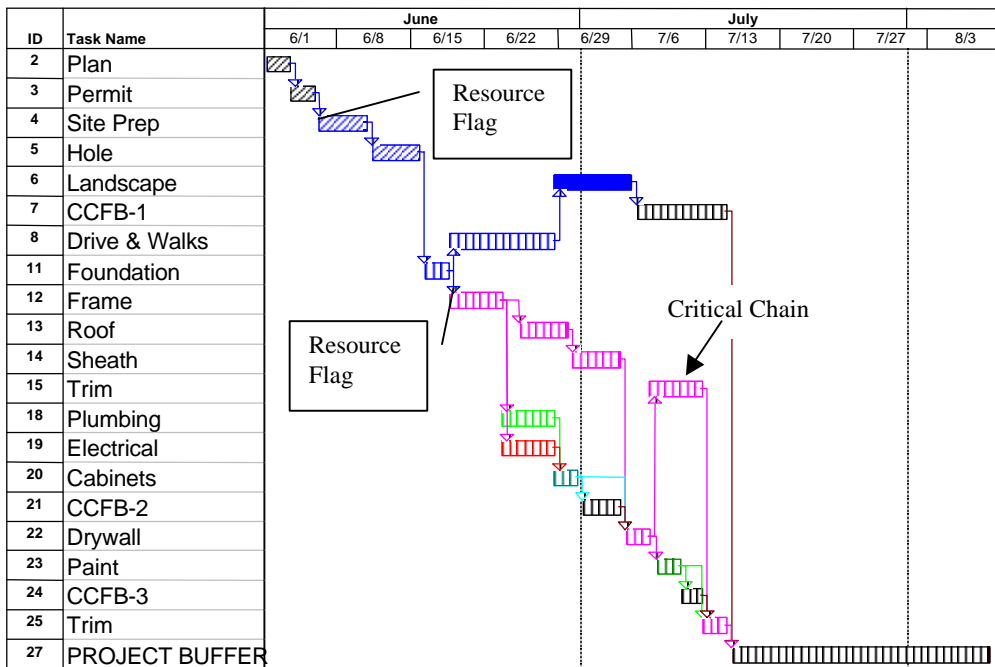 June July
ID Task Name 6/1 6/8 6/15 6/22 6/29 7/6 7/13 7/20 7/27 8/3
2 Plan
3 Permit
4 Site Prep
5 Hole
6 Landscape
7 CCFB-1
8 Drive & Walks
11 Foundation
12 Frame
13 Roof
14 Sheath
15 Trim
18 Plumbing
19 Electrical
20 Cabinets
21 CCFB-2
22 Drywall
23 Paint
24 CCFB-3
25 Trim
27 PROJECT BUFFER
Resource
Flag
Resource
Flag
Critical Chain